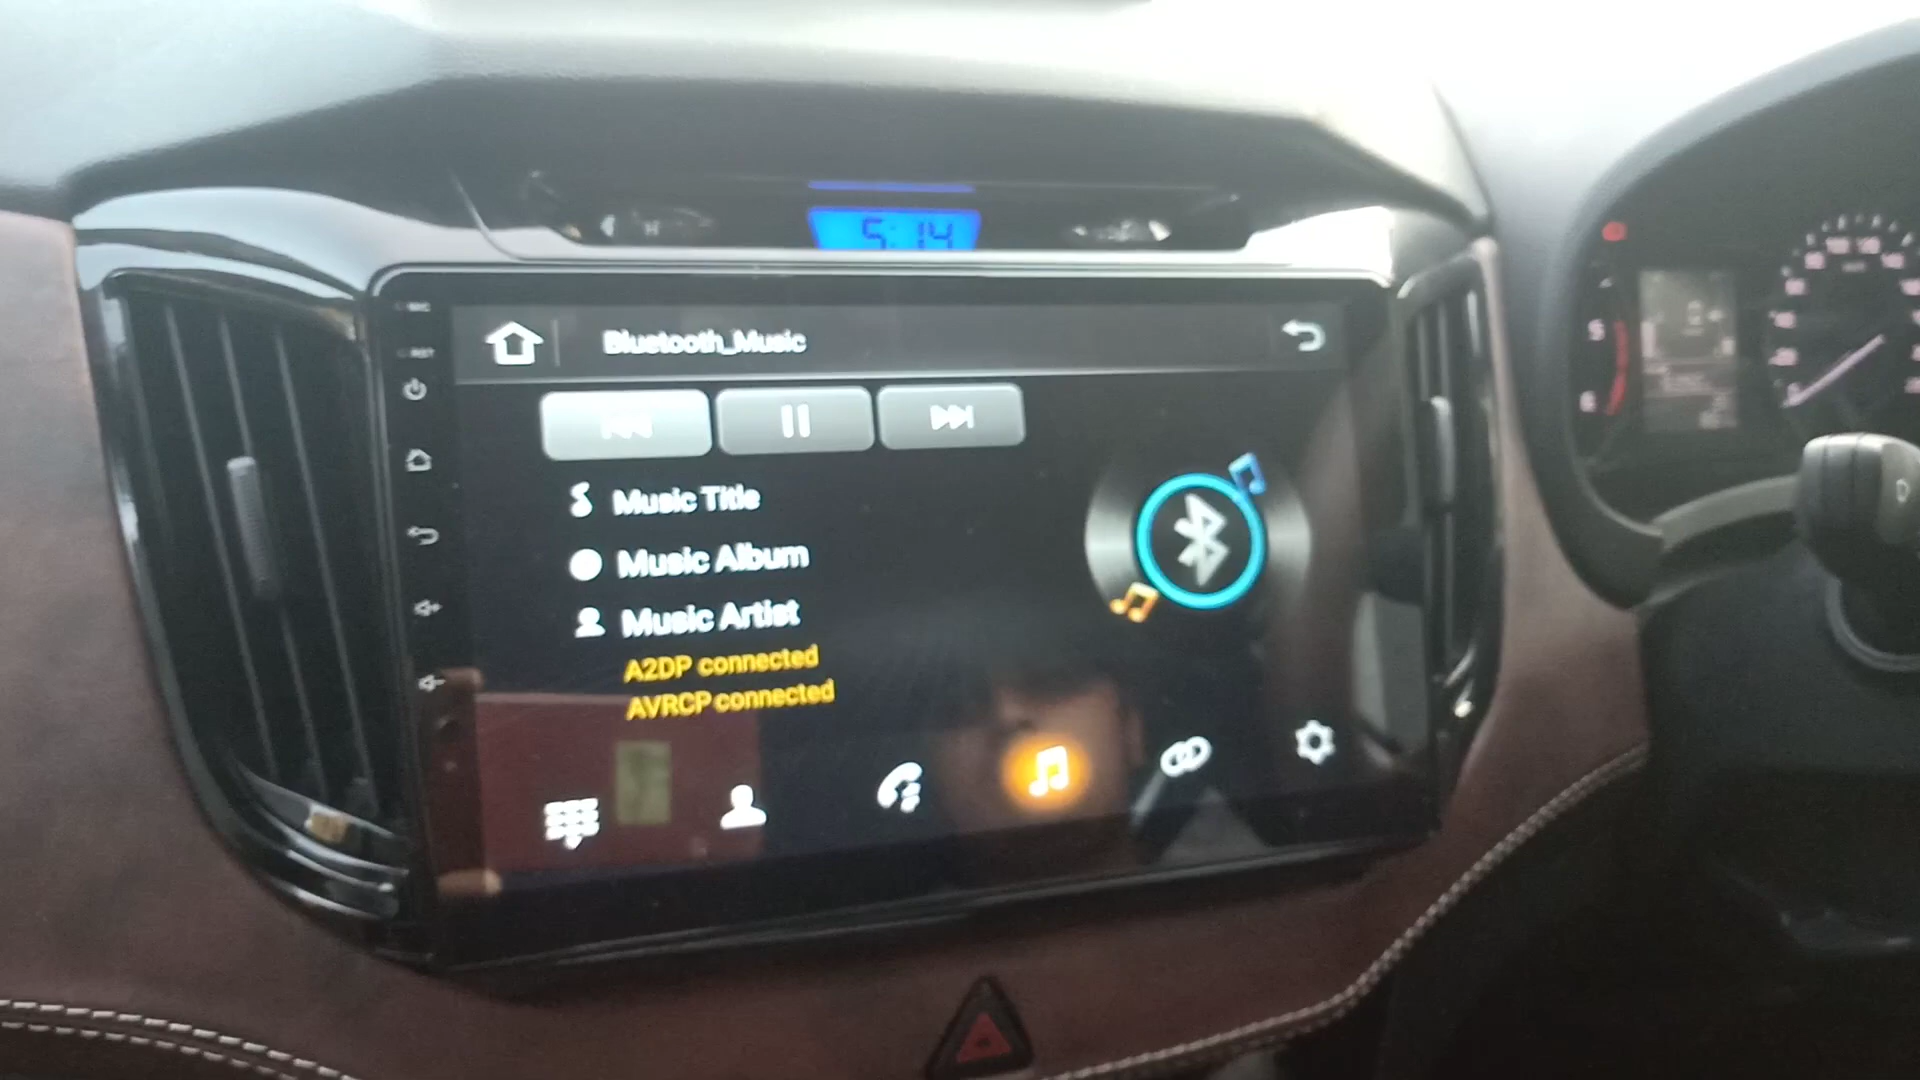 5:14
Bluetooth_Music
Music Title
Music Album
Music Artist
A2DP connected
AVRCP connected